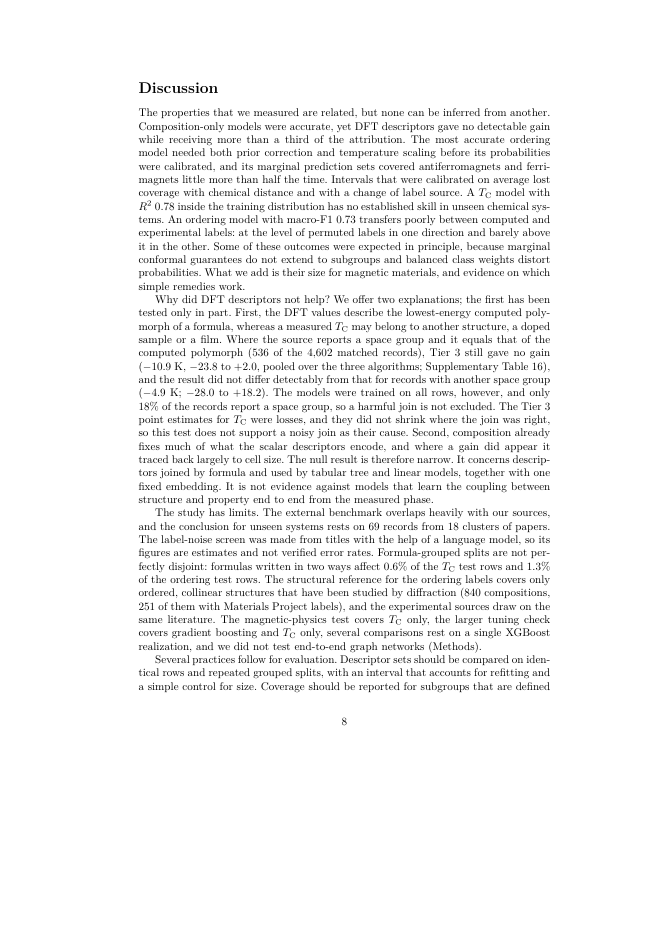 Discussion
The properties that we measured are related, but none can be inferred from another.
Composition-only models were accurate, yet DFT descriptors gave no detectable gain
while receiving more than a third of the attribution. The most accurate ordering
model needed both prior correction and temperature scaling before its probabilities
were calibrated, and its marginal prediction sets covered antiferromagnets and ferri-
magnets little more than half the time. Intervals that were calibrated on average lost
coverage with chemical distance and with a change of label source. A T_C model with
R² 0.78 inside the training distribution has no established skill in unseen chemical sys-
tems. An ordering model with macro-F1 0.73 transfers poorly between computed and
experimental labels: at the level of permuted labels in one direction and barely above
it in the other. Some of these outcomes were expected in principle, because marginal
conformal guarantees do not extend to subgroups and balanced class weights distort
probabilities. What we add is their size for magnetic materials, and evidence on which
simple remedies work.
Why did DFT descriptors not help? We offer two explanations; the first has been
tested only in part. First, the DFT values describe the lowest-energy computed poly-
morph of a formula, whereas a measured T_C may belong to another structure, a doped
sample or a film. Where the source reports a space group and it equals that of the
computed polymorph (536 of the 4,602 matched records), Tier 3 still gave no gain
(−10.9 K, −23.8 to +2.0, pooled over the three algorithms; Supplementary Table 16),
and the result did not differ detectably from that for records with another space group
(−4.9 K; −28.0 to +18.2). The models were trained on all rows, however, and only
18% of the records report a space group, so a harmful join is not excluded. The Tier 3
point estimates for T_C were losses, and they did not shrink where the join was right,
so this test does not support a noisy join as their cause. Second, composition already
fixes much of what the scalar descriptors encode, and where a gain did appear it
traced back largely to cell size. The null result is therefore narrow. It concerns descrip-
tors joined by formula and used by tabular tree and linear models, together with one
fixed embedding. It is not evidence against models that learn the coupling between
structure and property end to end from the measured phase.
The study has limits. The external benchmark overlaps heavily with our sources,
and the conclusion for unseen systems rests on 69 records from 18 clusters of papers.
The label-noise screen was made from titles with the help of a language model, so its
figures are estimates and not verified error rates. Formula-grouped splits are not per-
fectly disjoint: formulas written in two ways affect 0.6% of the T_C test rows and 1.3%
of the ordering test rows. The structural reference for the ordering labels covers only
ordered, collinear structures that have been studied by diffraction (840 compositions,
251 of them with Materials Project labels), and the experimental sources draw on the
same literature. The magnetic-physics test covers T_C only, the larger tuning check
covers gradient boosting and T_C only, several comparisons rest on a single XGBoost
realization, and we did not test end-to-end graph networks (Methods).
Several practices follow for evaluation. Descriptor sets should be compared on iden-
tical rows and repeated grouped splits, with an interval that accounts for refitting and
a simple control for size. Coverage should be reported for subgroups that are defined
8